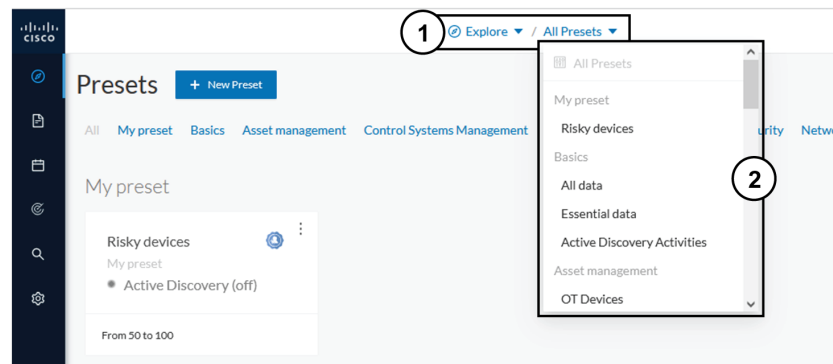 cisco
1
Explore / All Presets
Presets
+ New Preset
All My preset Basics Asset management Control Systems Management
Netw
My preset
Risky devices
My preset
Active Discovery (off)
From 50 to 100
All Presets
My preset
Risky devices
Basics
All data
Essential data
Active Discovery Activities
Asset management
OT Devices
2